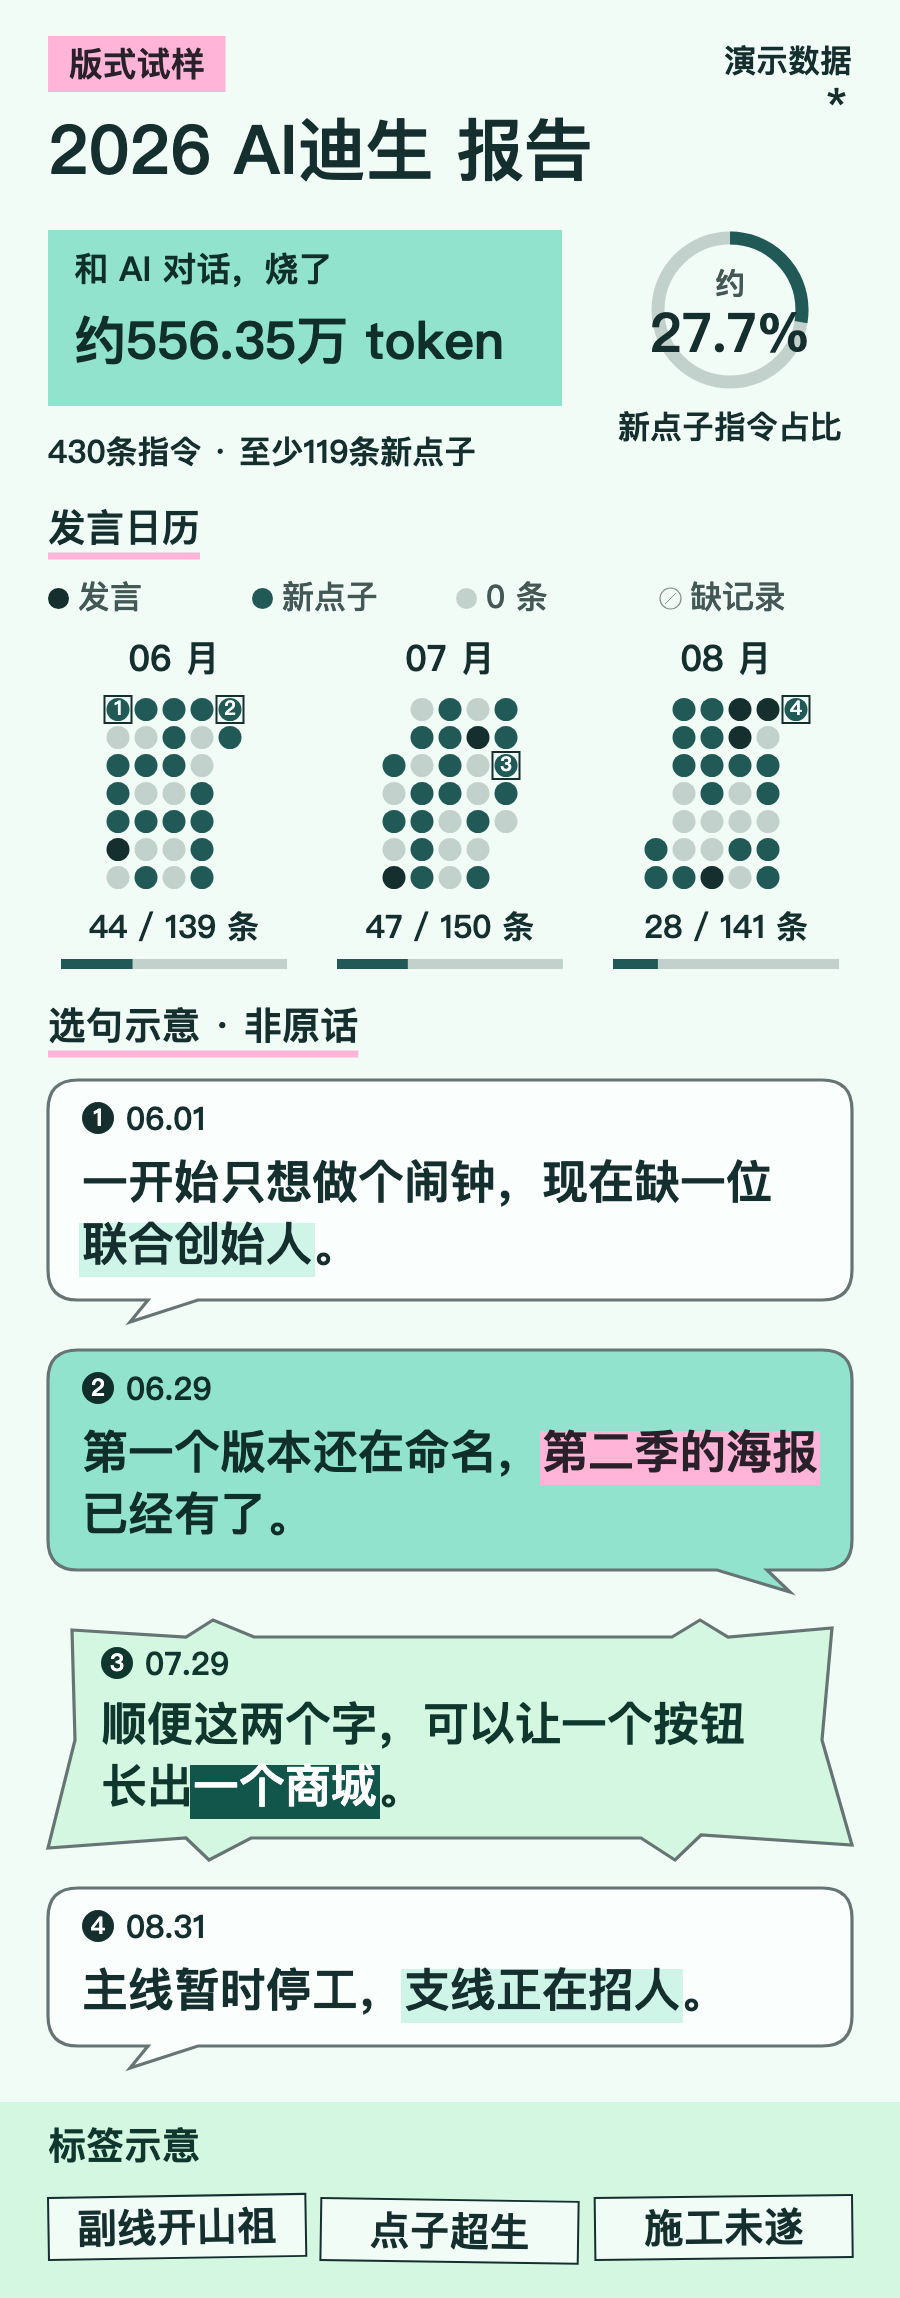 版式试样
演示数据
*
2026 AI迪生 报告
和 AI 对话，烧了
约556.35万 token
约
27.7%
新点子指令占比
430条指令 · 至少119条新点子
发言日历
发言
新点子
0 条
缺记录
06 月
07 月
08 月
1
2
3
4
44 / 139 条
47 / 150 条
28 / 141 条
选句示意 · 非原话
1 06.01
一开始只想做个闹钟，现在缺一位
联合创始人。
2 06.29
第一个版本还在命名，第二季的海报
已经有了。
3 07.29
顺便这两个字，可以让一个按钮
长出一个商城。
4 08.31
主线暂时停工，支线正在招人。
标签示意
副线开山祖
点子超生
施工未遂